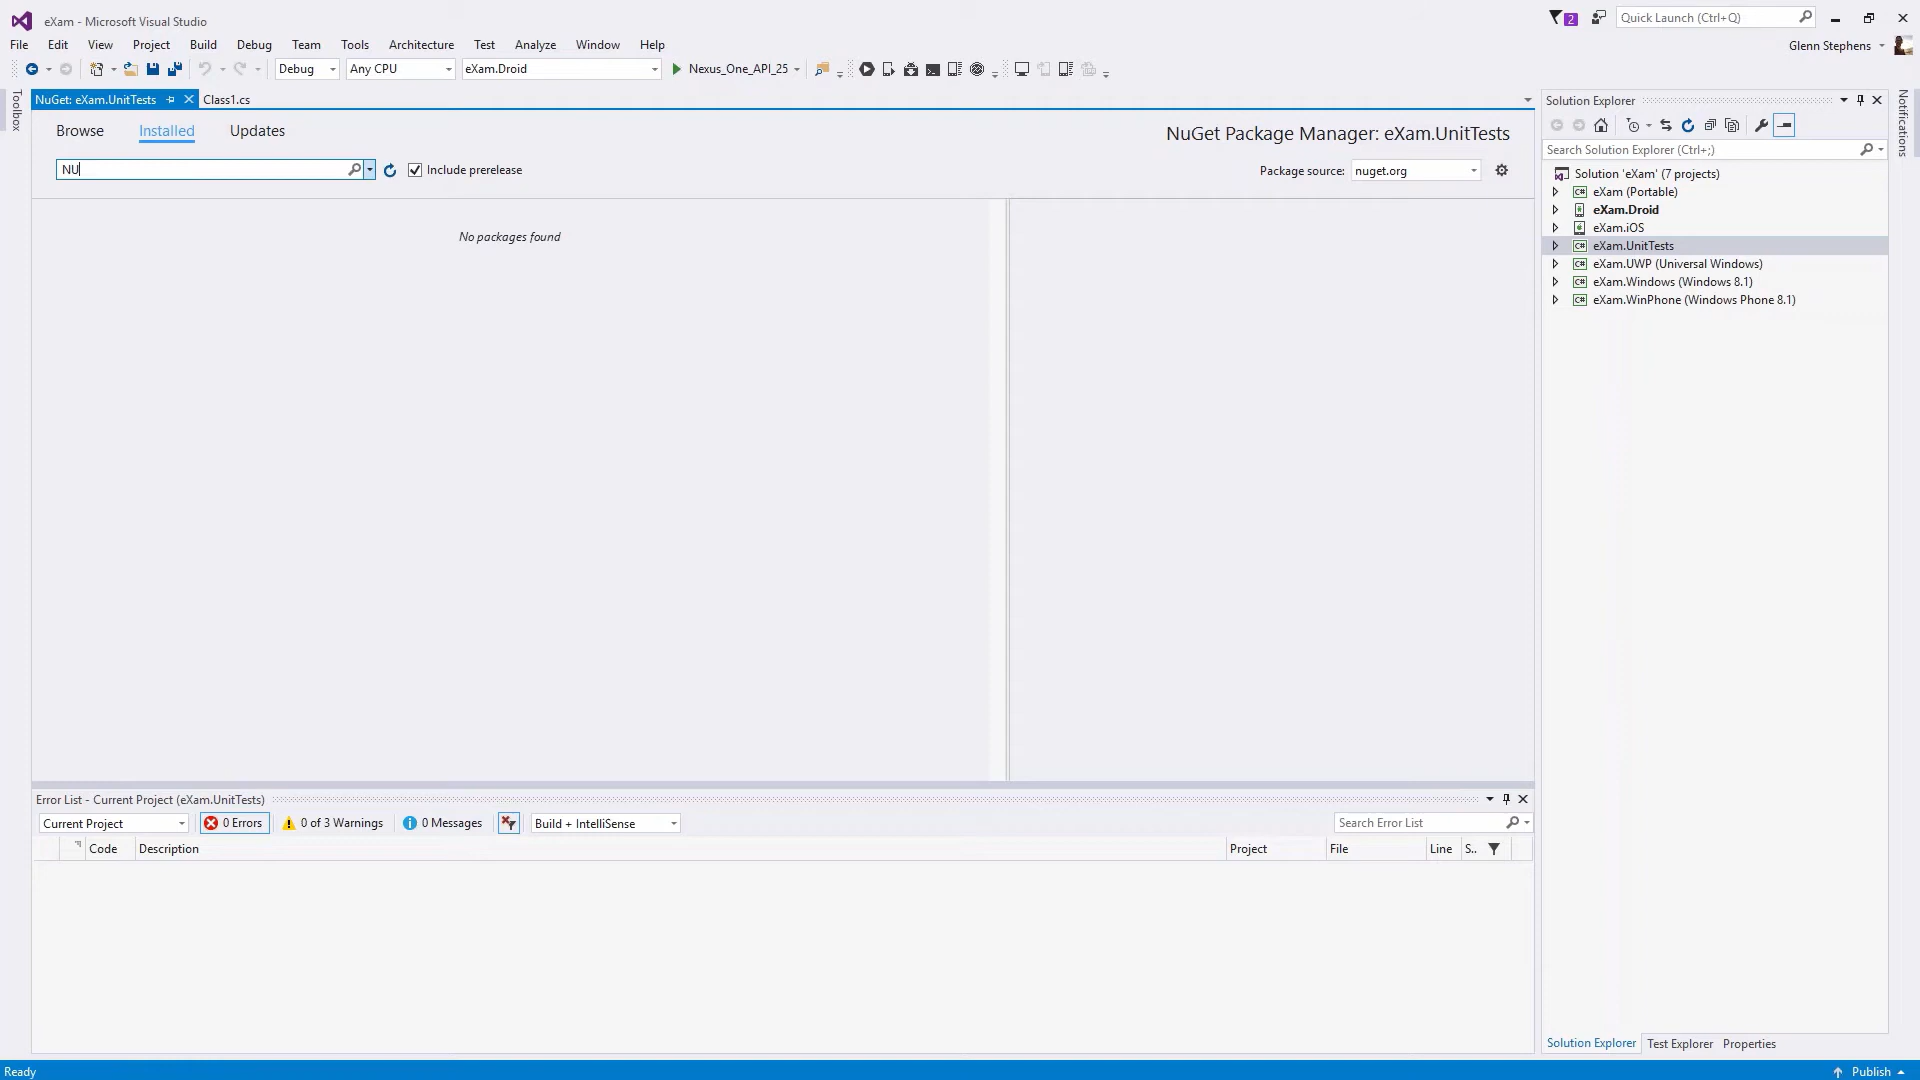 eXam - Microsoft Visual Studio
2
Quick Launch (Ctrl+Q)
File Edit View Project Build Debug Team Tools Architecture Test Analyze Window Help
Glenn Stephens
Debug Any CPU eXam.Droid Nexus_One_API_25
Toolbox
NuGet: eXam.UnitTests Class1.cs
Browse Installed Updates
NuGet Package Manager: eXam.UnitTests
NU
Include prerelease
Package source: nuget.org
No packages found
Solution Explorer
Search Solution Explorer (Ctrl+;)
Solution 'eXam' (7 projects)
C# eXam (Portable)
eXam.Droid
eXam.iOS
C# eXam.UnitTests
C# eXam.UWP (Universal Windows)
C# eXam.Windows (Windows 8.1)
C# eXam.WinPhone (Windows Phone 8.1)
Notifications
Error List - Current Project (eXam.UnitTests)
Current Project 0 Errors 0 of 3 Warnings 0 Messages Build + IntelliSense Search Error List
Code Description Project File Line S..
Solution Explorer Test Explorer Properties
Ready
Publish